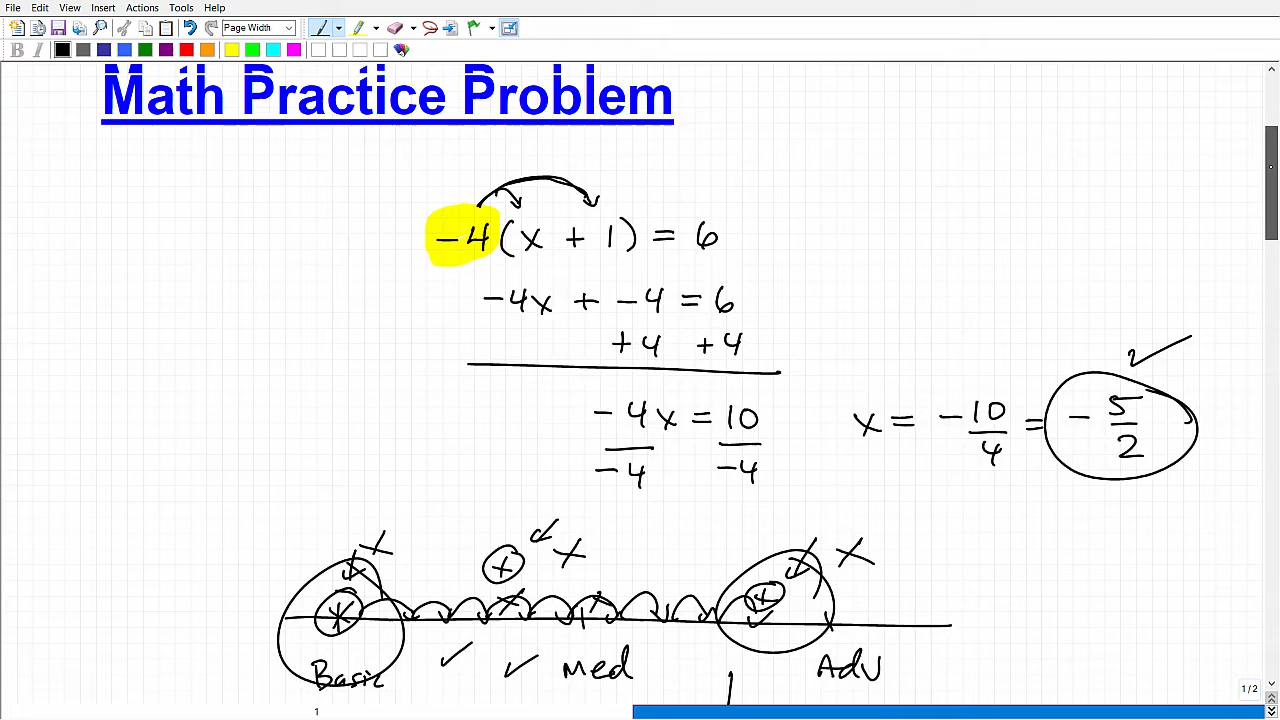 File Edit View Insert Actions Tools Help
Page Width
B I
Math Practice Problem
-4(x + 1) = 6
-4x + -4 = 6
+4 +4
-4x = 10
-4 -4
x = -10/4 = -5/2
Basic Med Adv
1/2
1